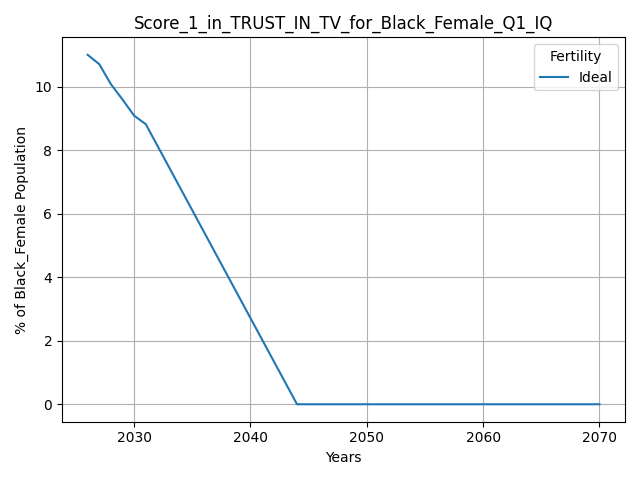 Score_1_in_TRUST_IN_TV_for_Black_Female_Q1_IQ
Fertility
Ideal
% of Black_Female Population
10
8
6
4
2
0
2030 2040 2050 2060 2070
Years